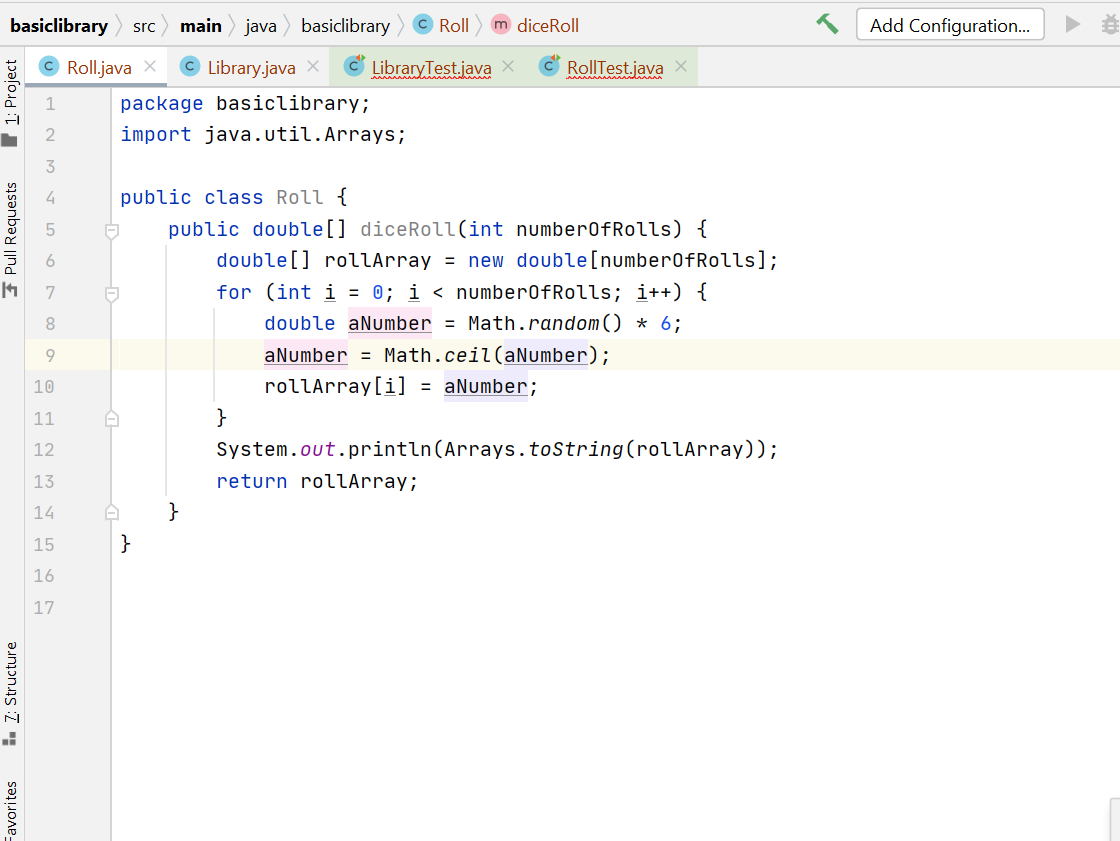 basiclibrary src main java basiclibrary C Roll m diceRoll Add Configuration...
C Roll.java C Library.java C LibraryTest.java C RollTest.java
1: Project
Pull Requests
7: Structure
Favorites
1 package basiclibrary;
2 import java.util.Arrays;
3
4 public class Roll {
5 public double[] diceRoll(int numberOfRolls) {
6 double[] rollArray = new double[numberOfRolls];
7 for (int i = 0; i < numberOfRolls; i++) {
8 double aNumber = Math.random() * 6;
9 aNumber = Math.ceil(aNumber);
10 rollArray[i] = aNumber;
11 }
12 System.out.println(Arrays.toString(rollArray));
13 return rollArray;
14 }
15 }
16
17